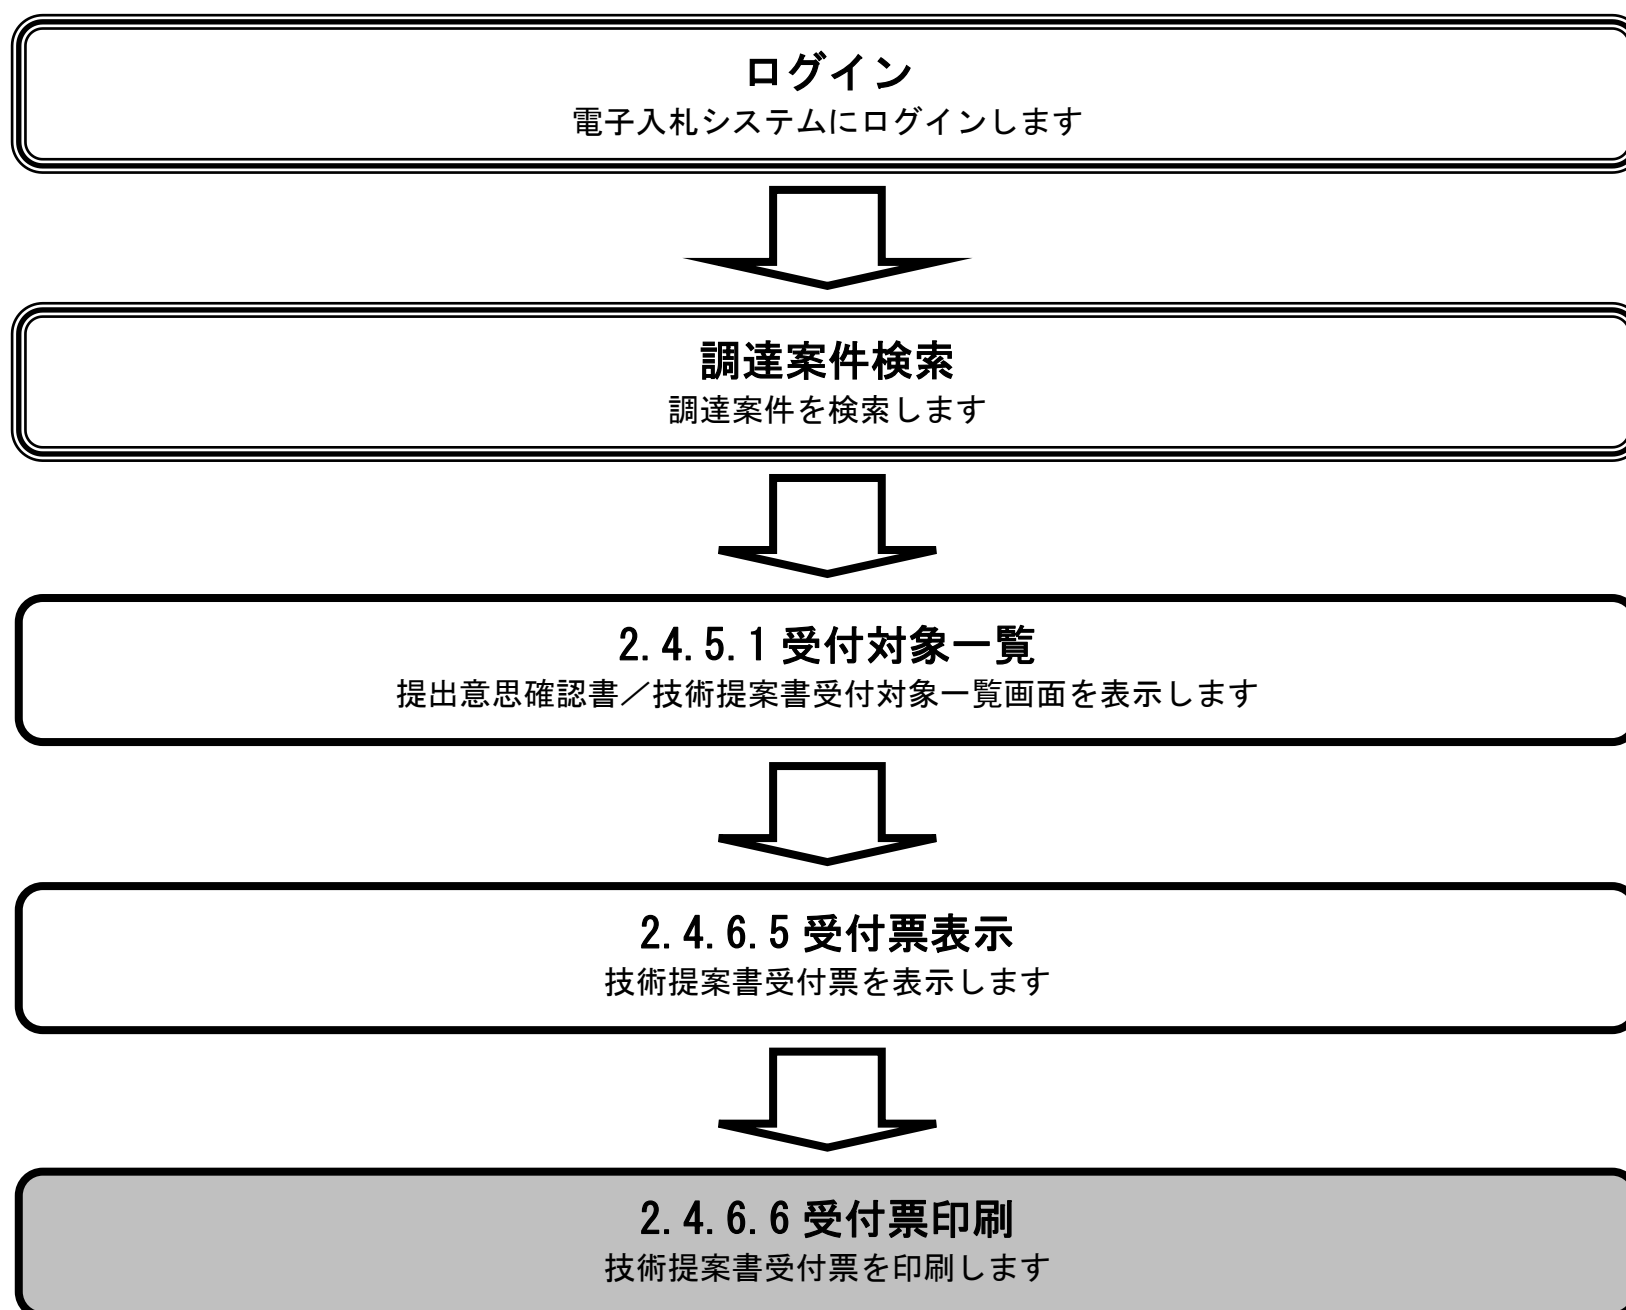 ログイン
電子入札システムにログインします
調達案件検索
調達案件を検索します
2.4.5.1 受付対象一覧
提出意思確認書／技術提案書受付対象一覧画面を表示します
2.4.6.5 受付票表示
技術提案書受付票を表示します
2.4.6.6 受付票印刷
技術提案書受付票を印刷します